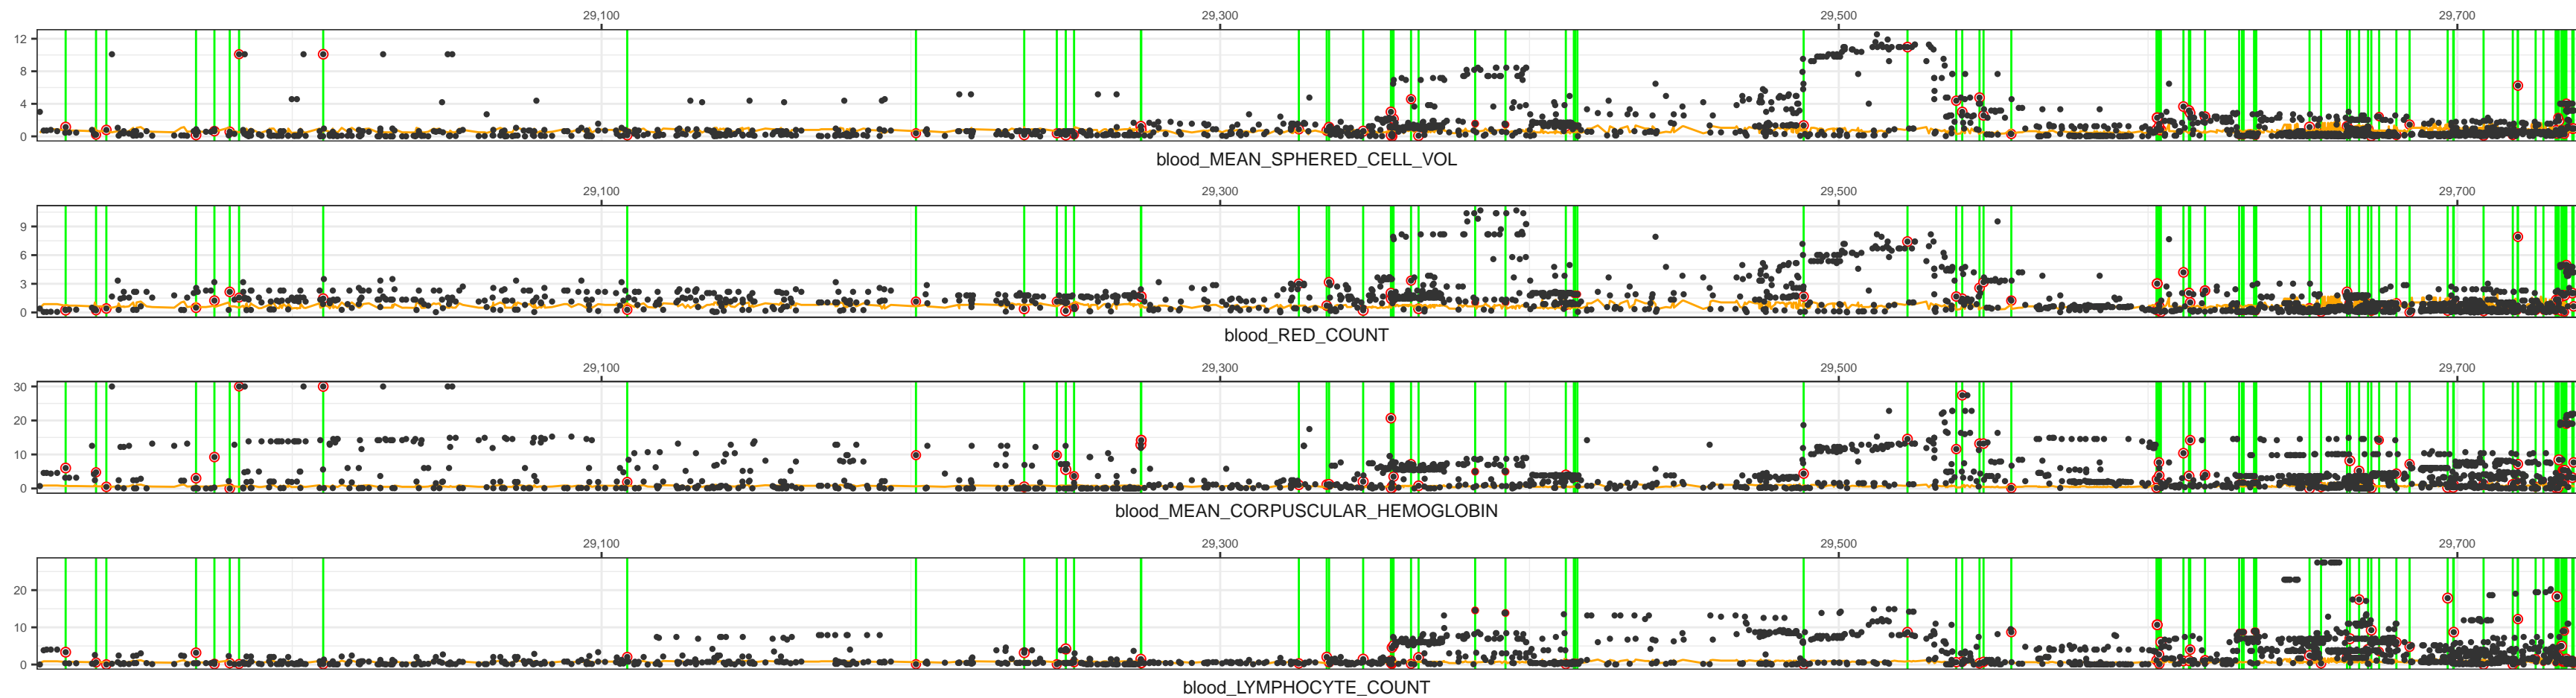 29,100 29,300 29,500 29,700
12
8
4
0
blood_MEAN_SPHERED_CELL_VOL
29,100 29,300 29,500 29,700
9
6
3
0
blood_RED_COUNT
29,100 29,300 29,500 29,700
30
20
10
0
blood_MEAN_CORPUSCULAR_HEMOGLOBIN
29,100 29,300 29,500 29,700
20
10
0
blood_LYMPHOCYTE_COUNT